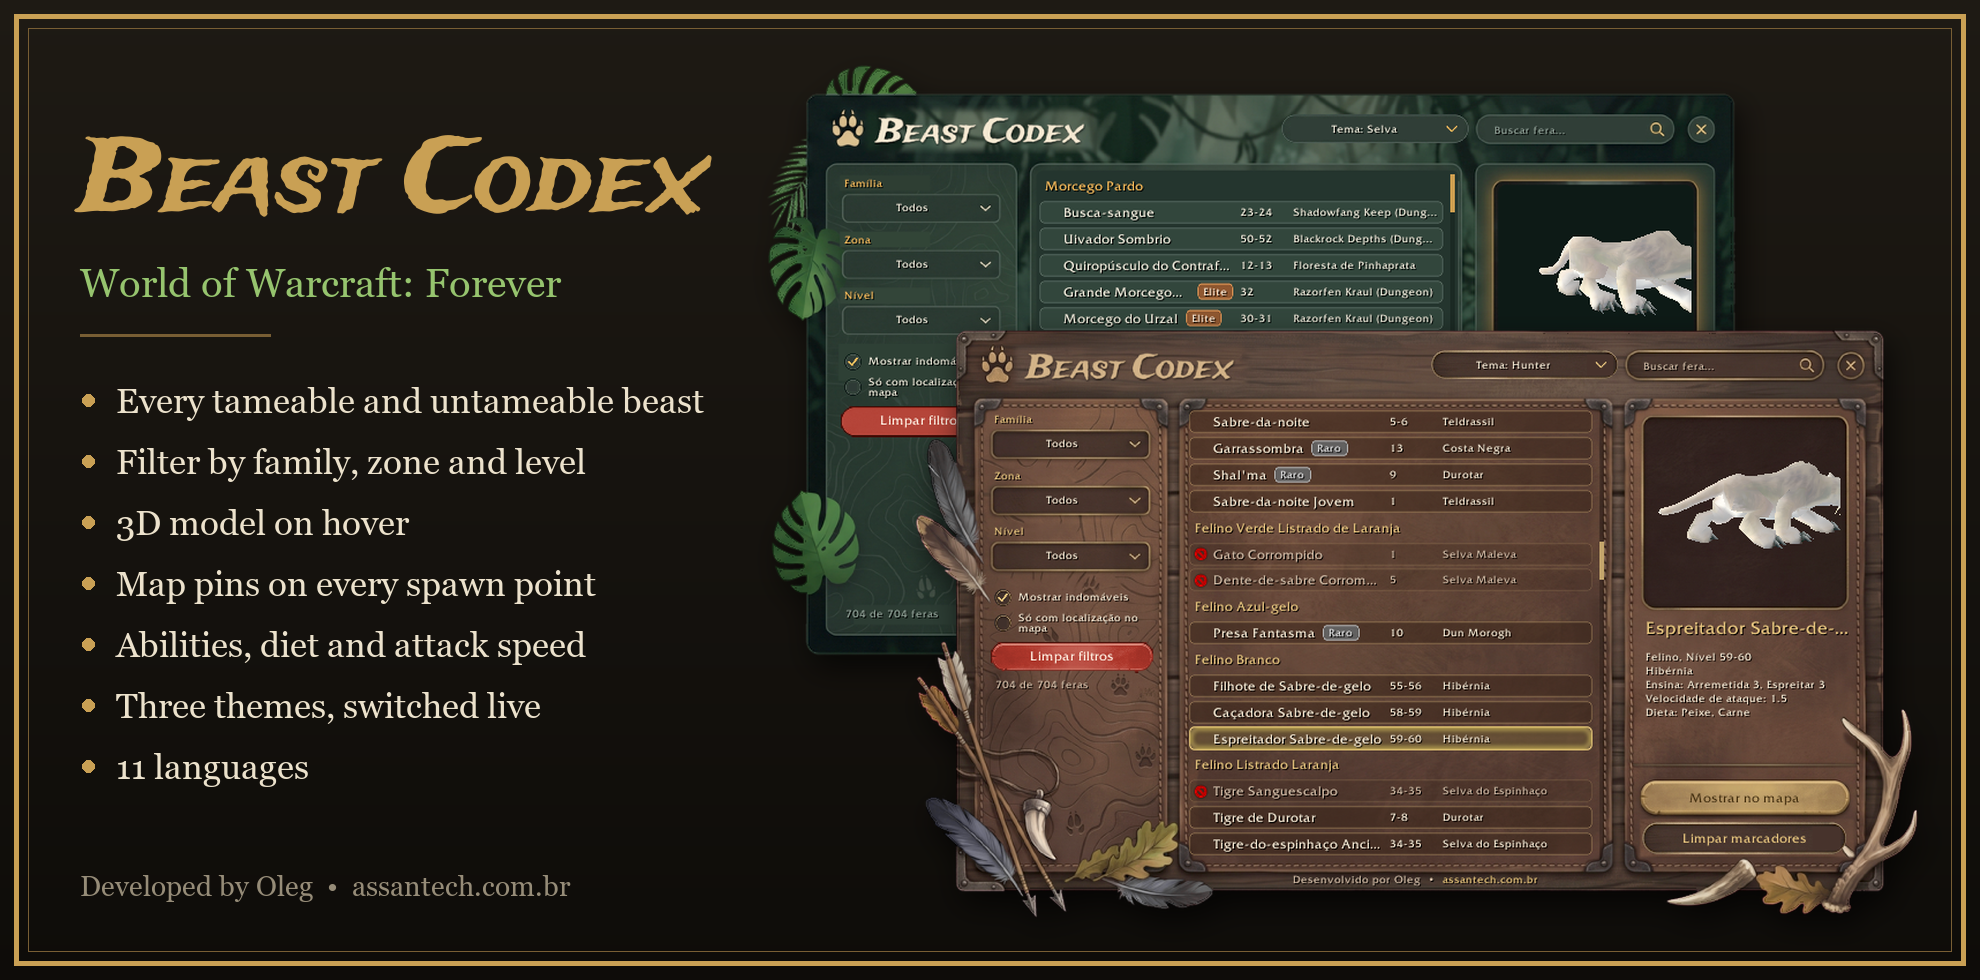 Beast Codex
World of Warcraft: Forever
• Every tameable and untameable beast
• Filter by family, zone and level
• 3D model on hover
• Map pins on every spawn point
• Abilities, diet and attack speed
• Three themes, switched live
• 11 languages
Developed by Oleg • assantech.com.br
Beast Codex
Tema: Selva
Buscar fera...
Família
Todos
Zona
Todos
Nível
Todos
Mostrar indomá
Só com localizaç
mapa
Limpar filtro
704 de 704 feras
Morcego Pardo
Busca-sangue 23-24 Shadowfang Keep (Dung...
Uivador Sombrio 50-52 Blackrock Depths (Dung...
Quiropúsculo do Contraf... 12-13 Floresta de Pinhaprata
Grande Morcego... Elite 32 Razorfen Kraul (Dungeon)
Morcego do Urzal Elite 30-31 Razorfen Kraul (Dungeon)
Beast Codex
Tema: Hunter
Buscar fera...
Família
Todos
Zona
Todos
Nível
Todos
Mostrar indomáveis
Só com localização no
mapa
Limpar filtros
704 de 704 feras
Sabre-da-noite 5-6 Teldrassil
Garrassombra Raro 13 Costa Negra
Shal'ma Raro 9 Durotar
Sabre-da-noite Jovem 1 Teldrassil
Felino Verde Listrado de Laranja
Gato Corrompido 1 Selva Maleva
Dente-de-sabre Corrom... 5 Selva Maleva
Felino Azul-gelo
Presa Fantasma Raro 10 Dun Morogh
Felino Branco
Filhote de Sabre-de-gelo 55-56 Hibérnia
Caçadora Sabre-de-gelo 58-59 Hibérnia
Espreitador Sabre-de-gelo 59-60 Hibérnia
Felino Listrado Laranja
Tigre Sanguescalpo 34-35 Selva do Espinhaço
Tigre de Durotar 7-8 Durotar
Tigre-do-espinhaço Anci... 34-35 Selva do Espinhaço
Espreitador Sabre-de-...
Felino, Nível 59-60
Hibérnia
Ensina: Arremetida 3, Espreitar 3
Velocidade de ataque: 1.5
Dieta: Peixe, Carne
Mostrar no mapa
Limpar marcadores
Desenvolvido por Oleg • assantech.com.br